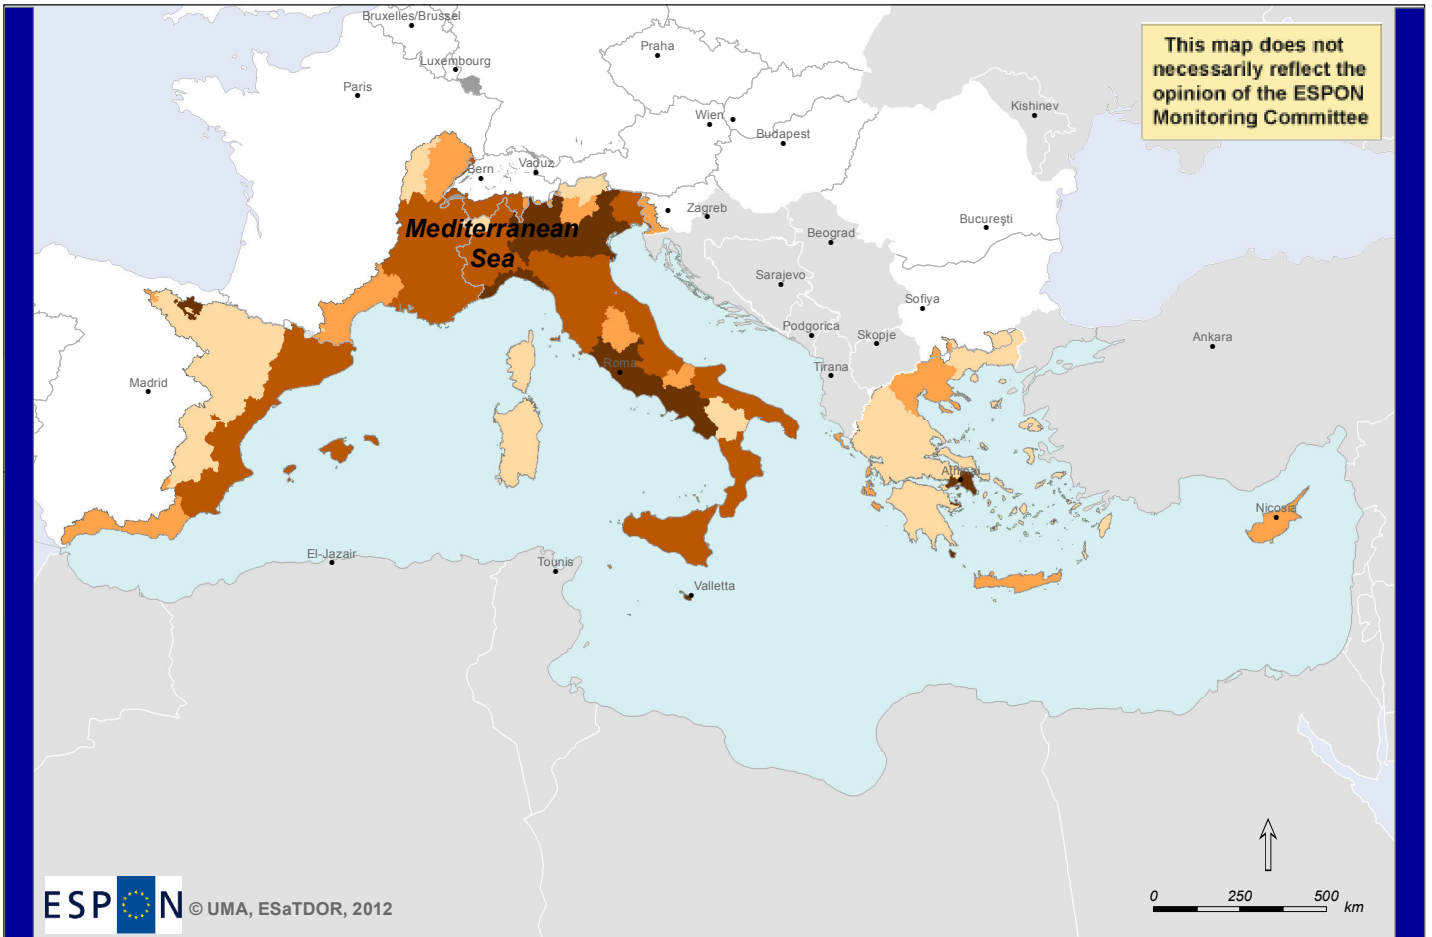 Bruxelles/Brussel
This map does not
necessarily reflect the
opinion of the ESPON
Monitoring Committee
Praha
Luxembourg
Paris
Kishinev
Wien
Budapest
Bern
Vaduz
Zagreb
Mediterranean
Sea
Bucureşti
Beograd
Sarajevo
Sofiya
Podgorica
Skopje
Ankara
Roma
Tirana
Madrid
Athinai
Nicosia
El-Jazair
Tounis
Valletta
0 250 500
km
ESPON © UMA, ESaTDOR, 2012